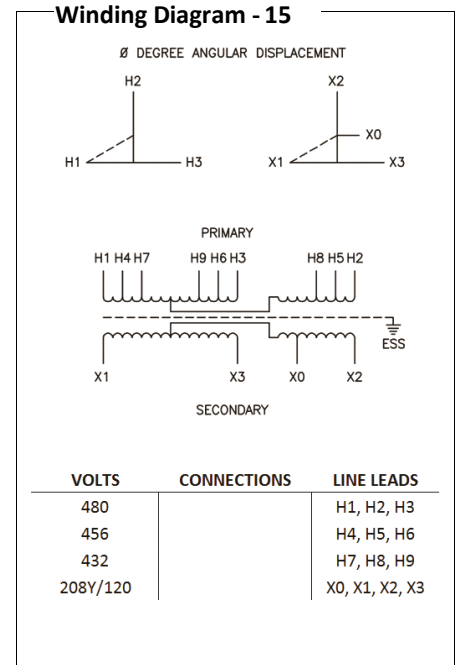 Winding Diagram - 15
Ø DEGREE ANGULAR DISPLACEMENT
H2 X2
X0
H1 H3 X1 X3
PRIMARY
H1 H4 H7 H9 H6 H3 H8 H5 H2
ESS
X1 X3 X0 X2
SECONDARY
VOLTS CONNECTIONS LINE LEADS
480 H1, H2, H3
456 H4, H5, H6
432 H7, H8, H9
208Y/120 X0, X1, X2, X3